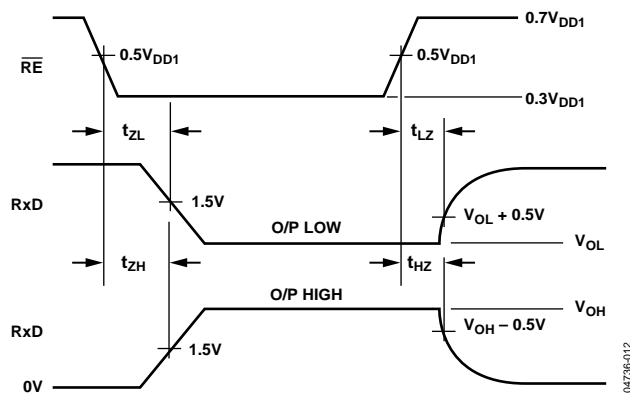 0.7VDD1
RE
0.5VDD1
0.5VDD1
0.3VDD1
tZL
tLZ
RxD
1.5V
VOL + 0.5V
O/P LOW
VOL
tZH
tHZ
O/P HIGH
VOH
RxD
1.5V
VOH – 0.5V
0V
04736-012